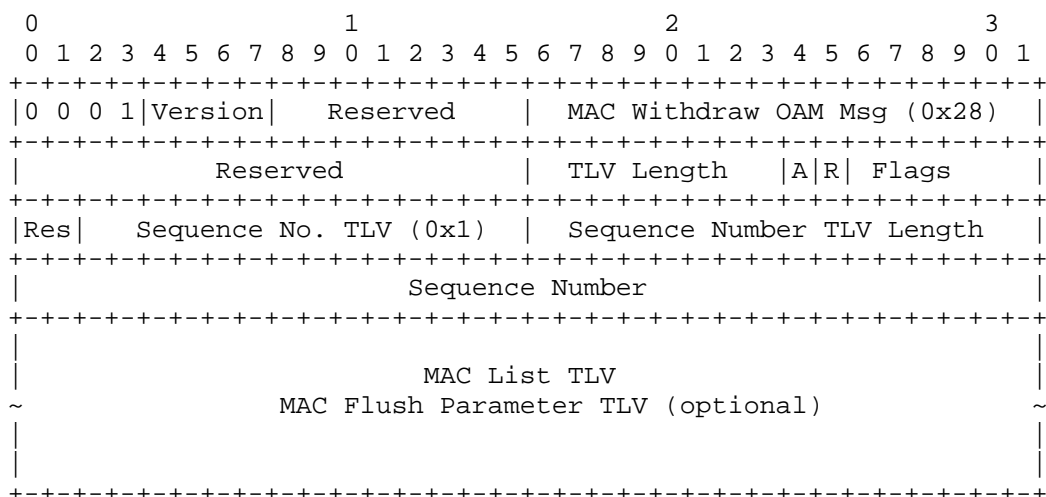 0                   1                   2                   3
 0 1 2 3 4 5 6 7 8 9 0 1 2 3 4 5 6 7 8 9 0 1 2 3 4 5 6 7 8 9 0 1
+-+-+-+-+-+-+-+-+-+-+-+-+-+-+-+-+-+-+-+-+-+-+-+-+-+-+-+-+-+-+-+-+
|0 0 0 1|Version|   Reserved    |  MAC Withdraw OAM Msg (0x28)  |
+-+-+-+-+-+-+-+-+-+-+-+-+-+-+-+-+-+-+-+-+-+-+-+-+-+-+-+-+-+-+-+-+
|            Reserved           |  TLV Length   |A|R| Flags     |
+-+-+-+-+-+-+-+-+-+-+-+-+-+-+-+-+-+-+-+-+-+-+-+-+-+-+-+-+-+-+-+-+
|Res|   Sequence No. TLV (0x1)  |  Sequence Number TLV Length   |
+-+-+-+-+-+-+-+-+-+-+-+-+-+-+-+-+-+-+-+-+-+-+-+-+-+-+-+-+-+-+-+-+
|                        Sequence Number                        |
+-+-+-+-+-+-+-+-+-+-+-+-+-+-+-+-+-+-+-+-+-+-+-+-+-+-+-+-+-+-+-+-+
|                                                               |
|                         MAC List TLV                          |
~                MAC Flush Parameter TLV (optional)             ~
|                                                               |
|                                                               |
+-+-+-+-+-+-+-+-+-+-+-+-+-+-+-+-+-+-+-+-+-+-+-+-+-+-+-+-+-+-+-+-+